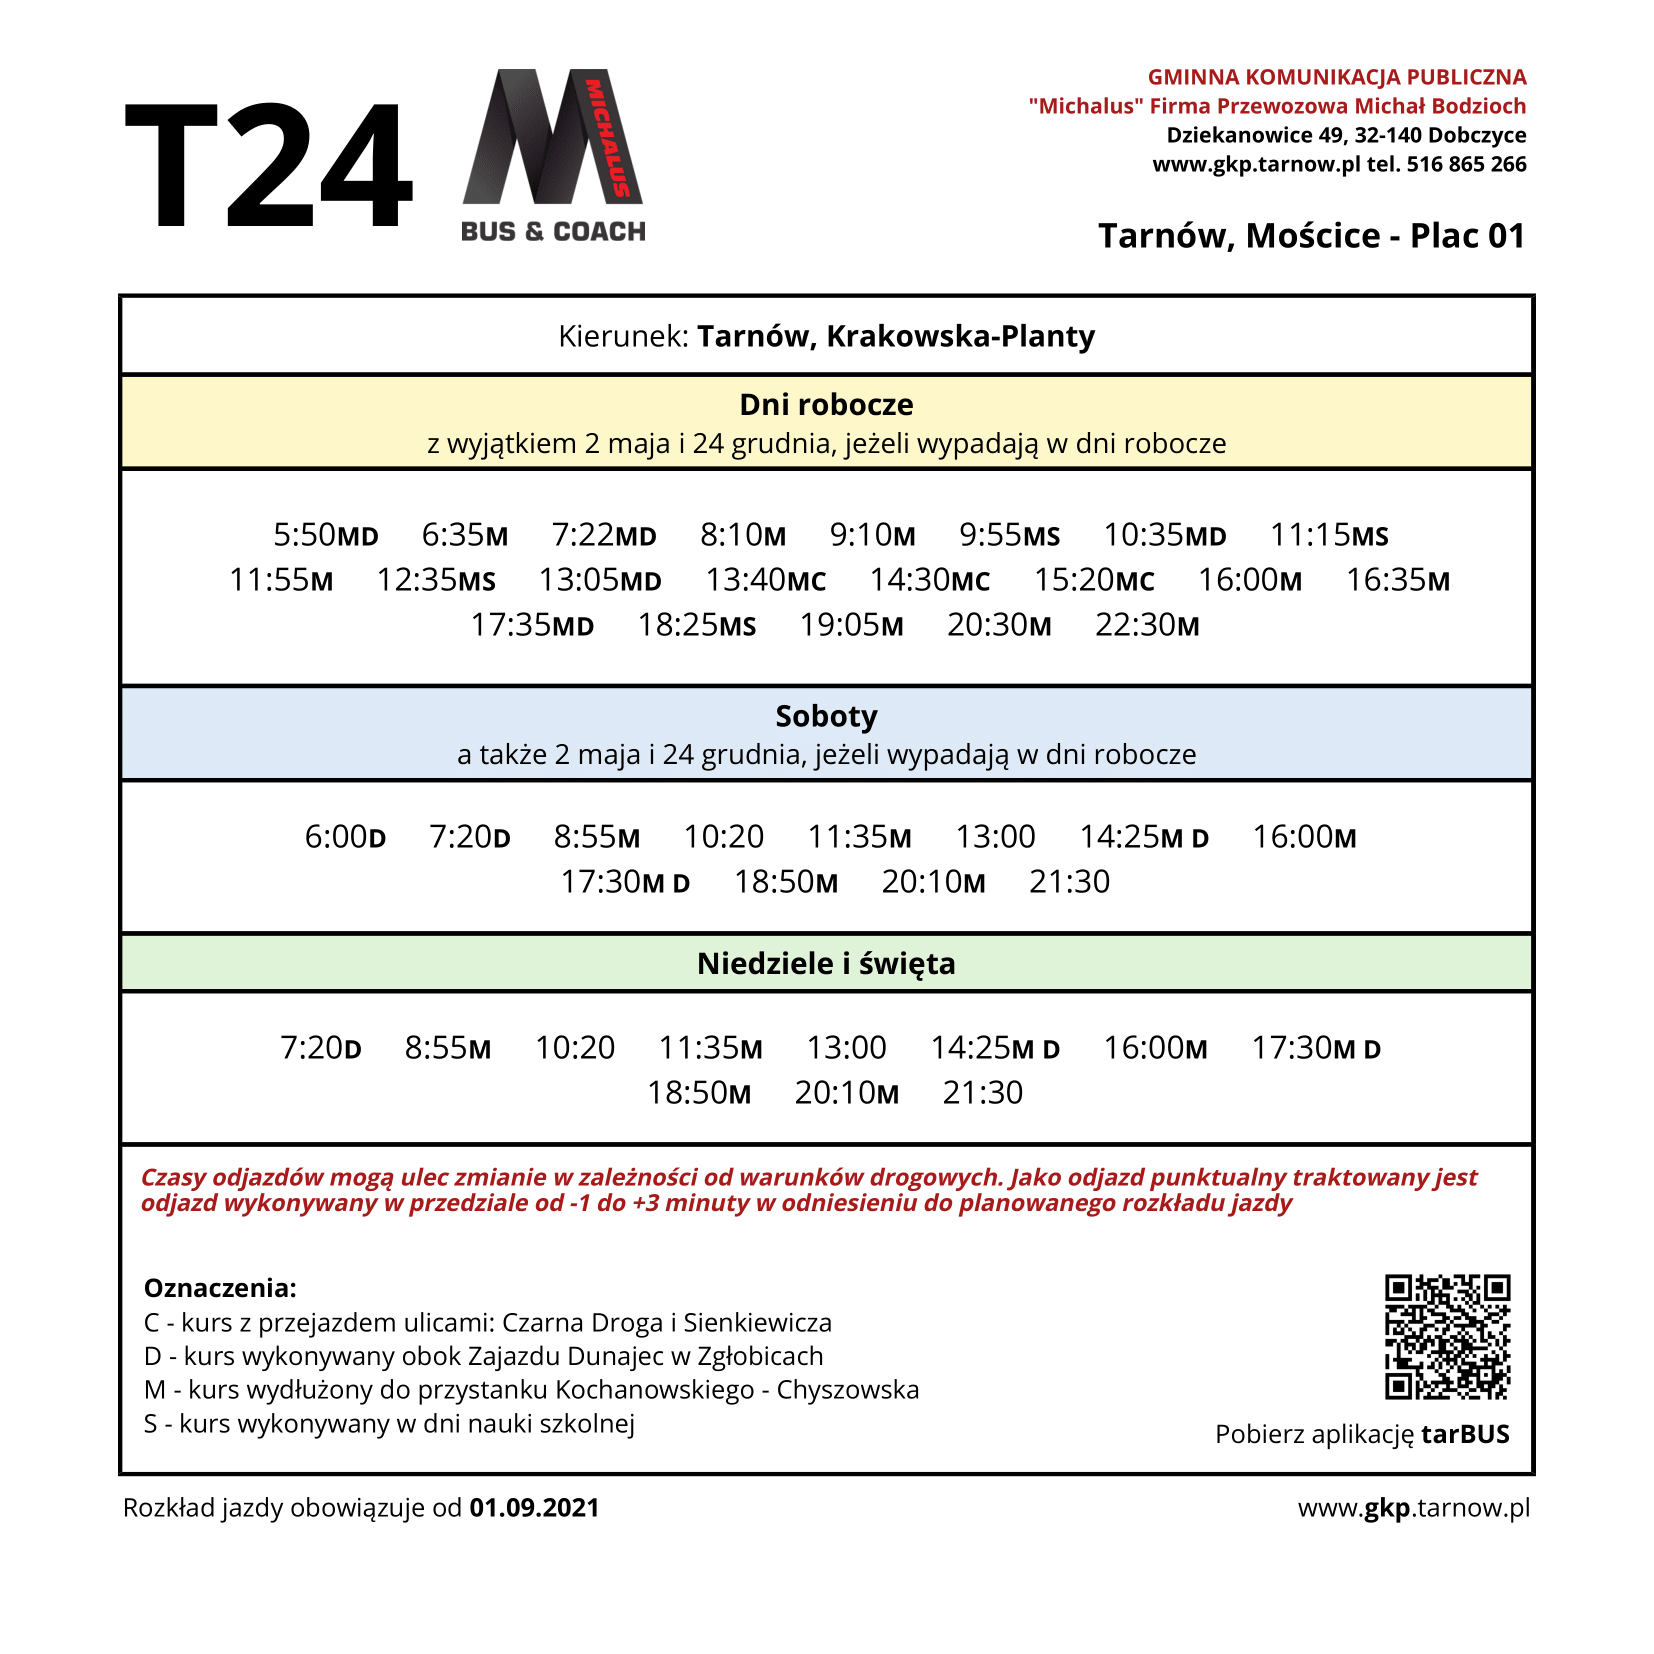 T24
MICHALUS
BUS & COACH
GMINNA KOMUNIKACJA PUBLICZNA
"Michalus" Firma Przewozowa Michał Bodzioch
Dziekanowice 49, 32-140 Dobczyce
www.gkp.tarnow.pl tel. 516 865 266
Tarnów, Mościce - Plac 01
Kierunek: Tarnów, Krakowska-Planty
Dni robocze
z wyjątkiem 2 maja i 24 grudnia, jeżeli wypadają w dni robocze
5:50MD 6:35M 7:22MD 8:10M 9:10M 9:55MS 10:35MD 11:15MS
11:55M 12:35MS 13:05MD 13:40MC 14:30MC 15:20MC 16:00M 16:35M
17:35MD 18:25MS 19:05M 20:30M 22:30M
Soboty
a także 2 maja i 24 grudnia, jeżeli wypadają w dni robocze
6:00D 7:20D 8:55M 10:20 11:35M 13:00 14:25M D 16:00M
17:30M D 18:50M 20:10M 21:30
Niedziele i święta
7:20D 8:55M 10:20 11:35M 13:00 14:25M D 16:00M 17:30M D
18:50M 20:10M 21:30
Czasy odjazdów mogą ulec zmianie w zależności od warunków drogowych. Jako odjazd punktualny traktowany jest
odjazd wykonywany w przedziale od -1 do +3 minuty w odniesieniu do planowanego rozkładu jazdy
Oznaczenia:
C - kurs z przejazdem ulicami: Czarna Droga i Sienkiewicza
D - kurs wykonywany obok Zajazdu Dunajec w Zgłobicach
M - kurs wydłużony do przystanku Kochanowskiego - Chyszowska
S - kurs wykonywany w dni nauki szkolnej
Pobierz aplikację tarBUS
Rozkład jazdy obowiązuje od 01.09.2021
www.gkp.tarnow.pl